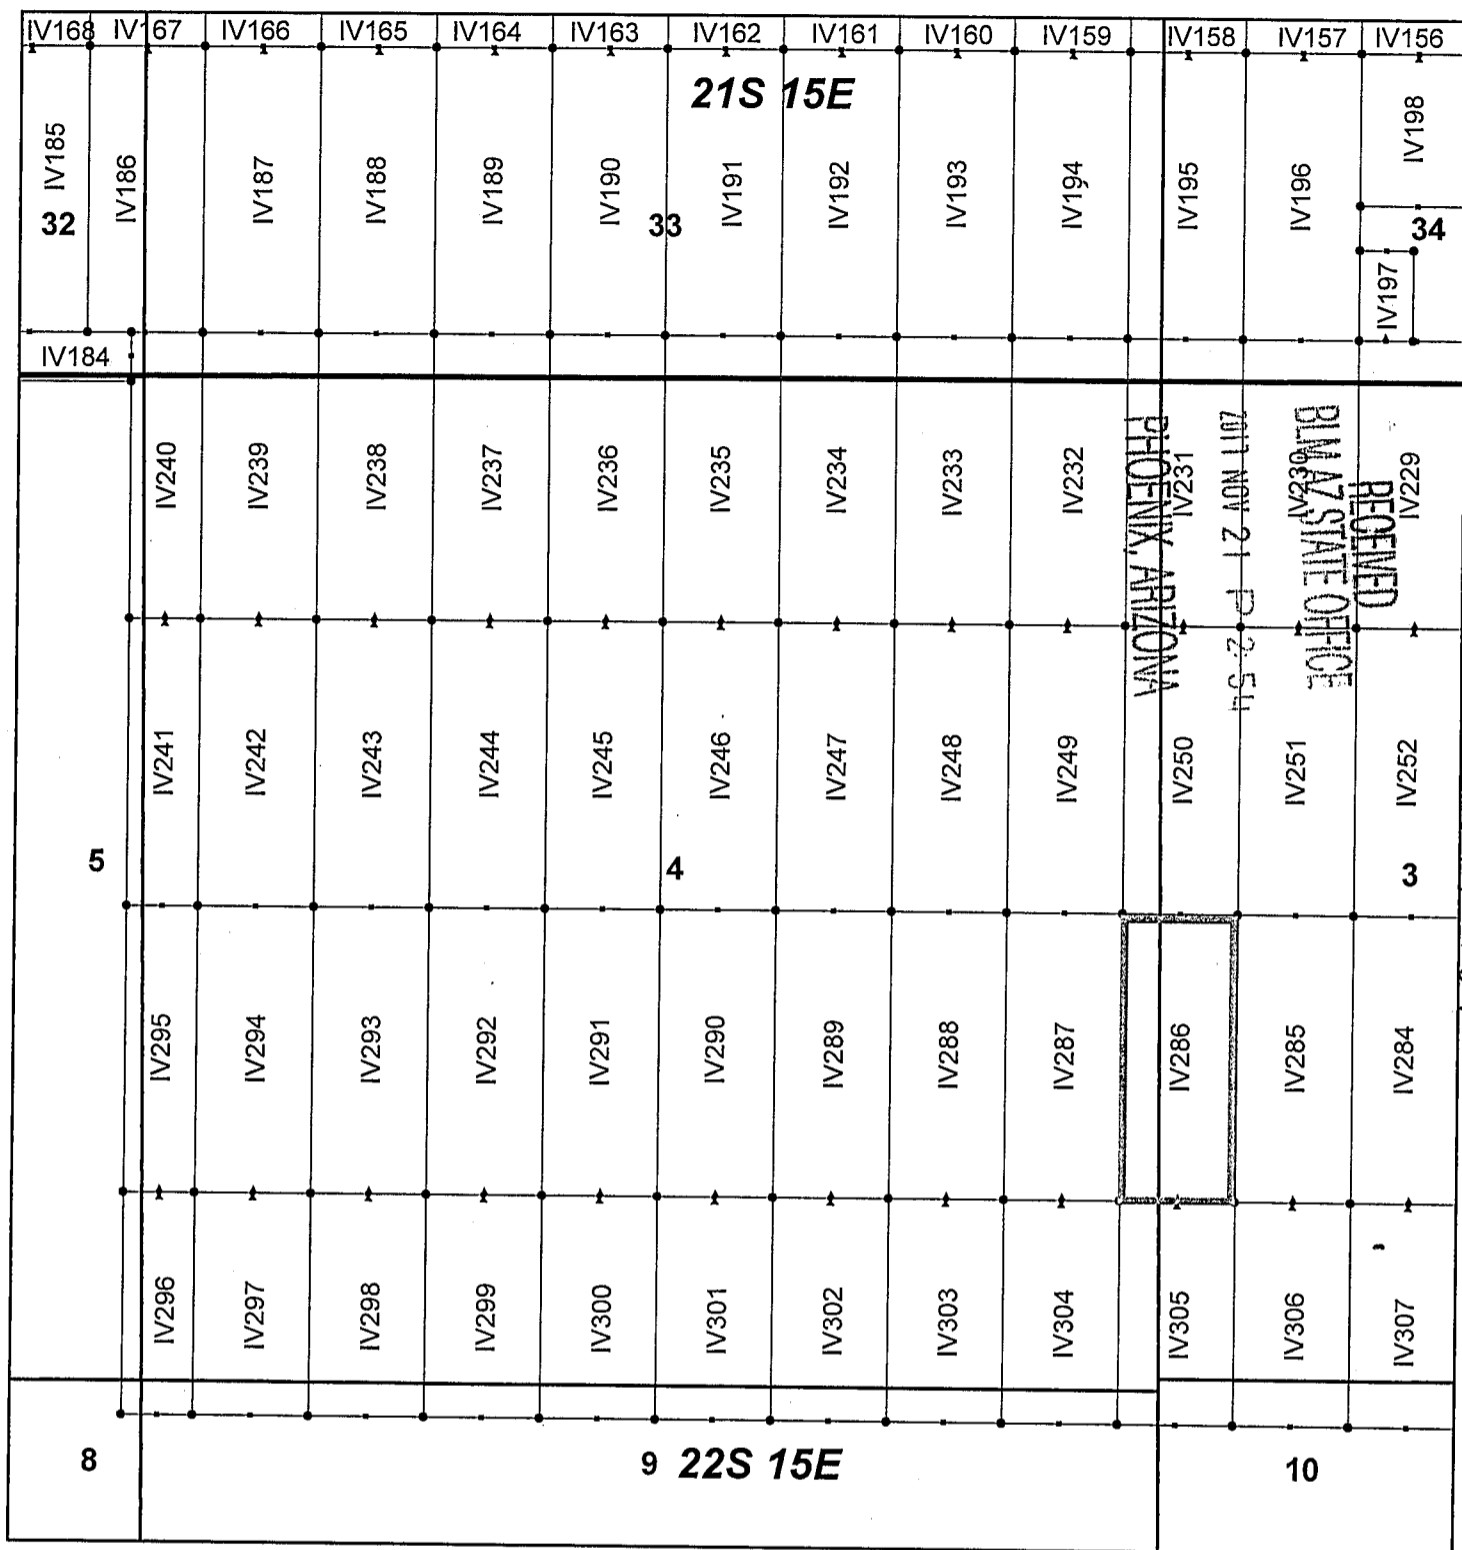 IV168 IV167 IV166 IV165 IV164 IV163 IV162 IV161 IV160 IV159 IV158 IV157 IV156
21S 15E
IV185 IV186 IV187 IV188 IV189 IV190 IV191 IV192 IV193 IV194 IV195 IV196 IV198
32 33 34
IV197
IV184
IV240 IV239 IV238 IV237 IV236 IV235 IV234 IV233 IV232 IV231 IV230 IV229
RECEIVED
BLM AZ STATE OFFICE
2017 NOV 21 P 2:54
PHOENIX, ARIZONA
IV241 IV242 IV243 IV244 IV245 IV246 IV247 IV248 IV249 IV250 IV251 IV252
5 4 3
IV295 IV294 IV293 IV292 IV291 IV290 IV289 IV288 IV287 IV286 IV285 IV284
IV296 IV297 IV298 IV299 IV300 IV301 IV302 IV303 IV304 IV305 IV306 IV307
8 9 22S 15E 10